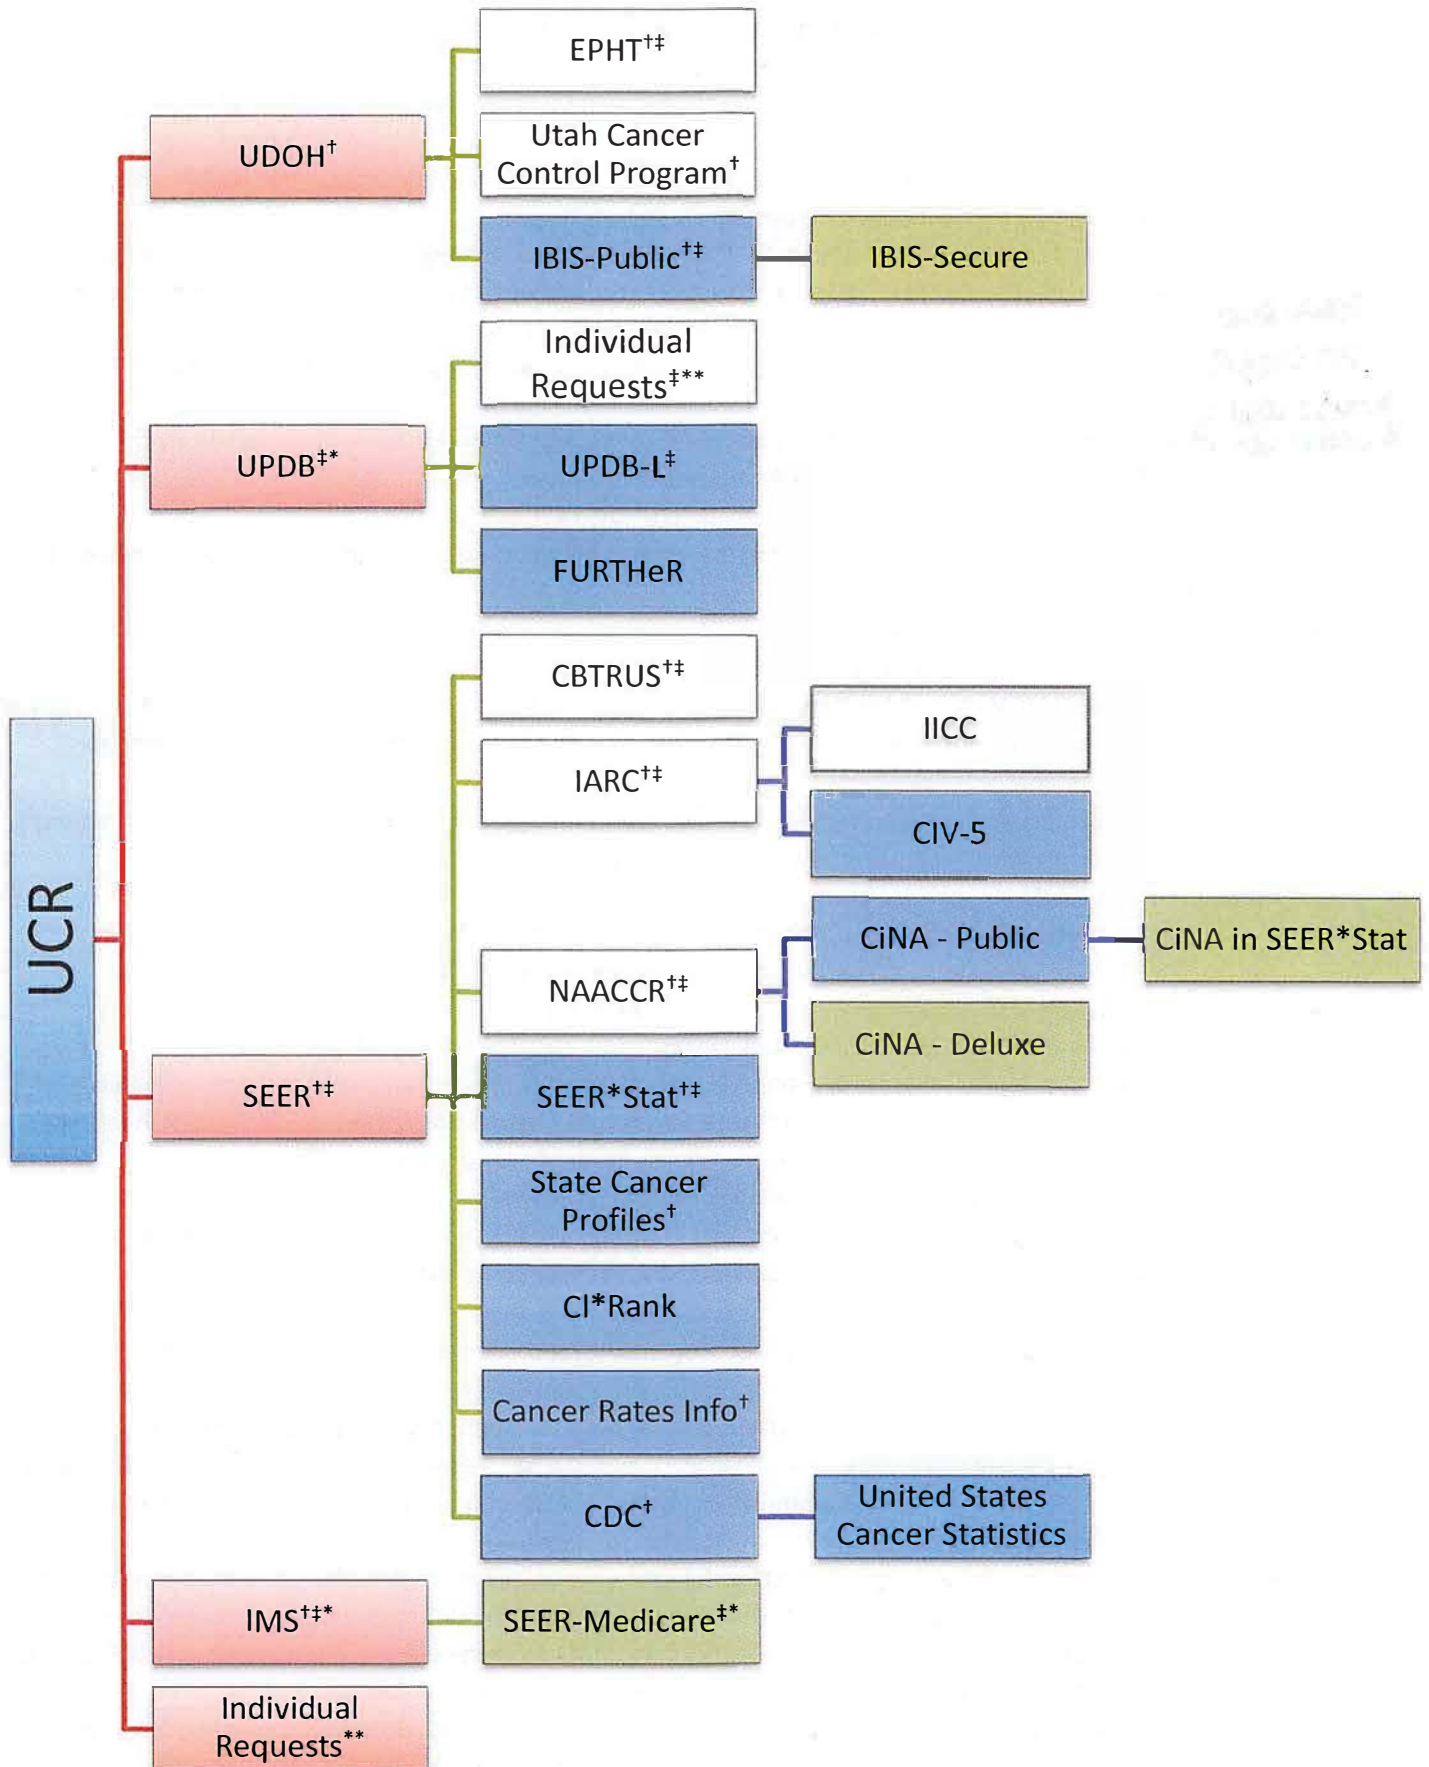 EPHT†‡
UDOH†
Utah Cancer
Control Program†
IBIS-Public†‡
IBIS-Secure
Individual
Requests‡**
UPDB‡*
UPDB-L‡
FURTHeR
CBTRUS†‡
IARC†‡
IICC
CIV-5
UCR
NAACCR†‡
CiNA - Public
CiNA in SEER*Stat
CiNA - Deluxe
SEER†‡
SEER*Stat†‡
State Cancer
Profiles†
CI*Rank
Cancer Rates Info†
CDC†
United States
Cancer Statistics
IMS†‡*
SEER-Medicare‡*
Individual
Requests**